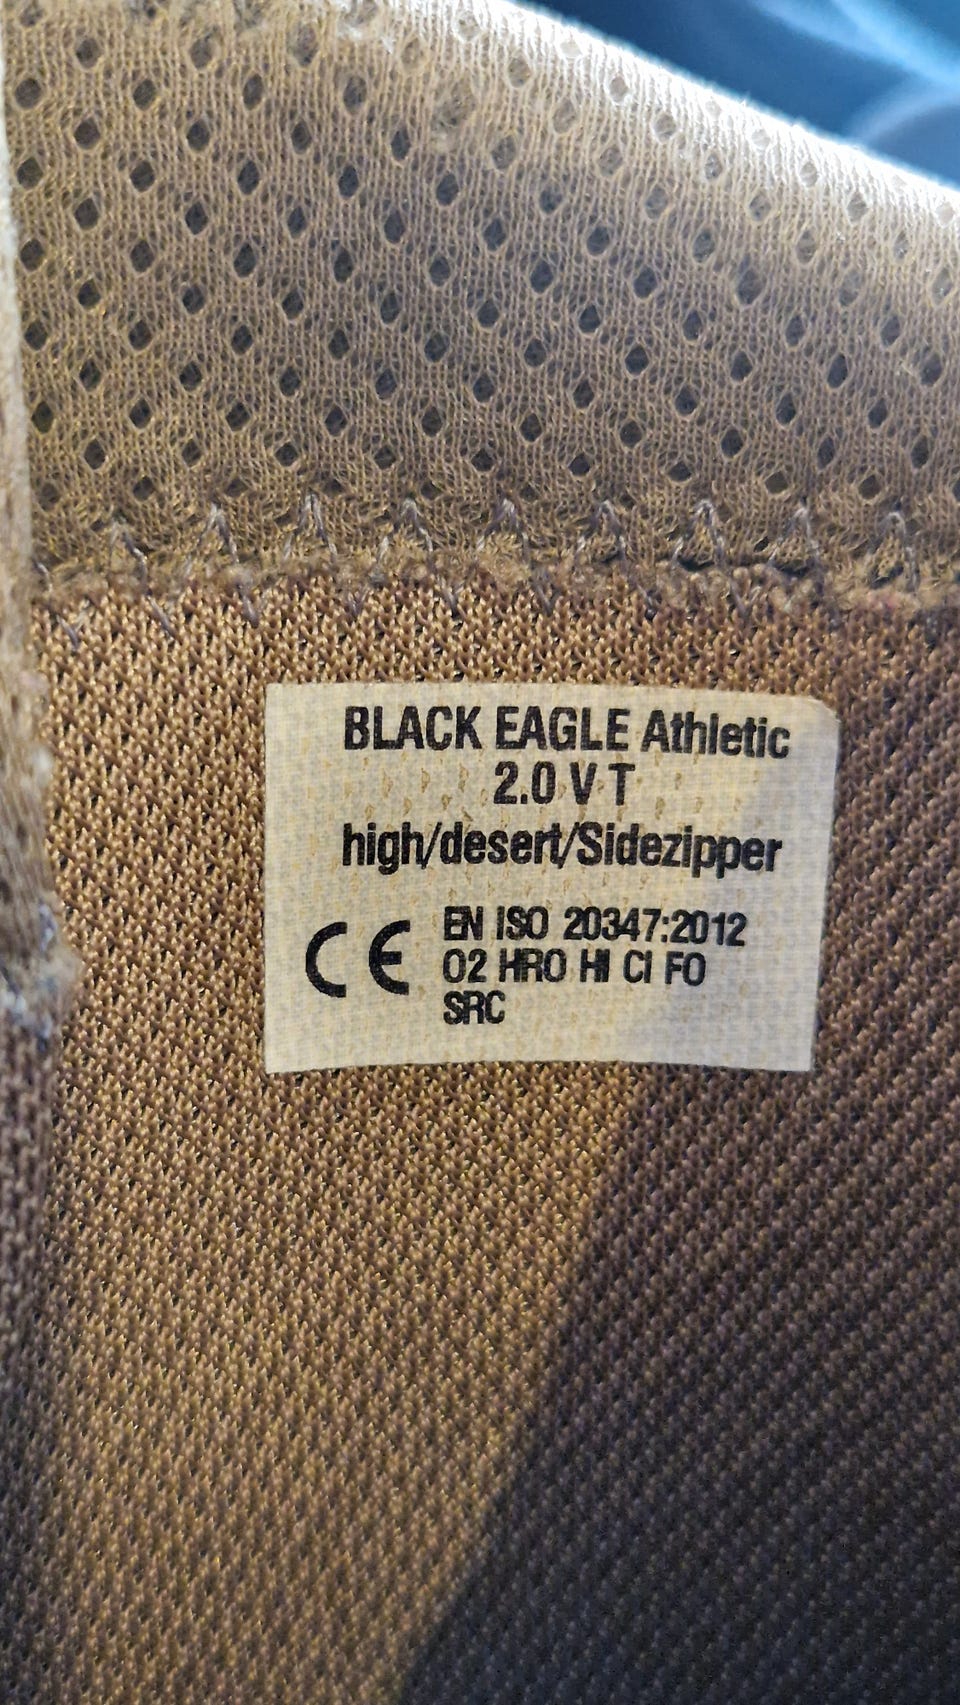 BLACK EAGLE Athletic
2.0 V T
high/desert/Sidezipper
CE EN ISO 20347:2012
O2 HRO HI CI FO
SRC